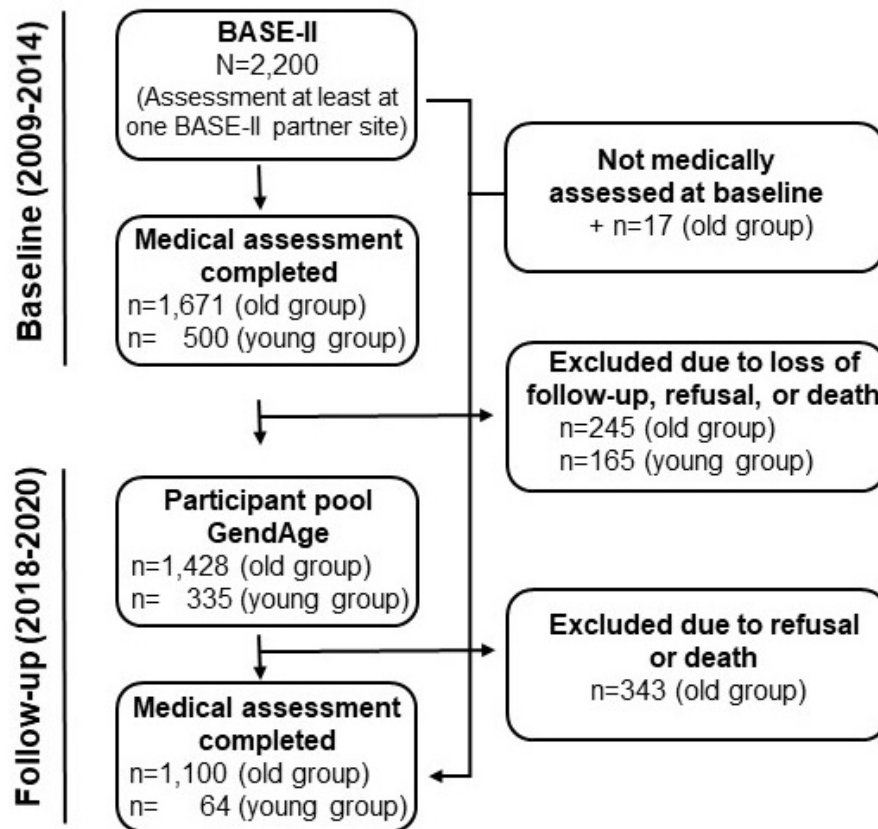 Baseline (2009-2014)
BASE-II
N=2,200
(Assessment at least at
one BASE-II partner site)
Not medically
assessed at baseline
+ n=17 (old group)
Medical assessment
completed
n=1,671 (old group)
n= 500 (young group)
Excluded due to loss of
follow-up, refusal, or death
n=245 (old group)
n=165 (young group)
Follow-up (2018-2020)
Participant pool
GendAge
n=1,428 (old group)
n= 335 (young group)
Excluded due to refusal
or death
n=343 (old group)
Medical assessment
completed
n=1,100 (old group)
n= 64 (young group)